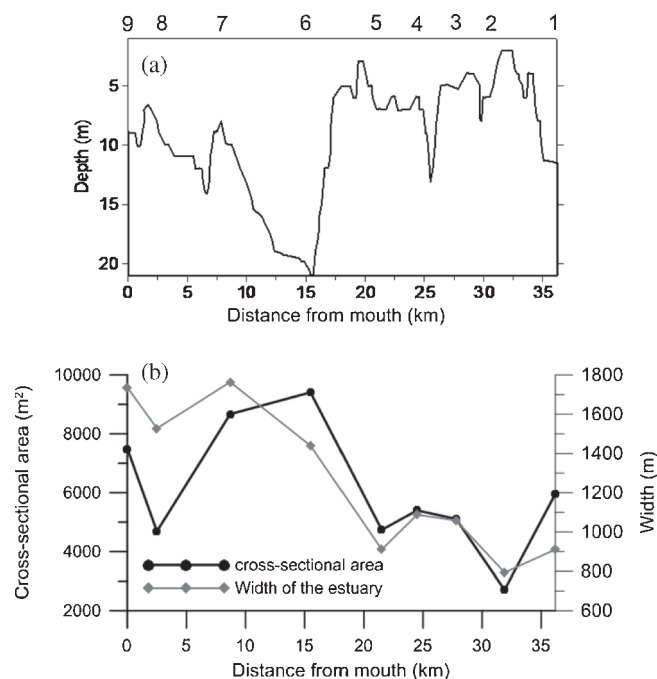 9 8 7 6 5 4 3 2 1
(a)
5
10
15
20
Depth (m)
0 5 10 15 20 25 30 35
Distance from mouth (km)
(b)
10000
8000
6000
4000
2000
Cross-sectional area (m²)
1800
1600
1400
1200
1000
800
600
Width (m)
cross-sectional area
Width of the estuary
0 5 10 15 20 25 30 35
Distance from mouth (km)